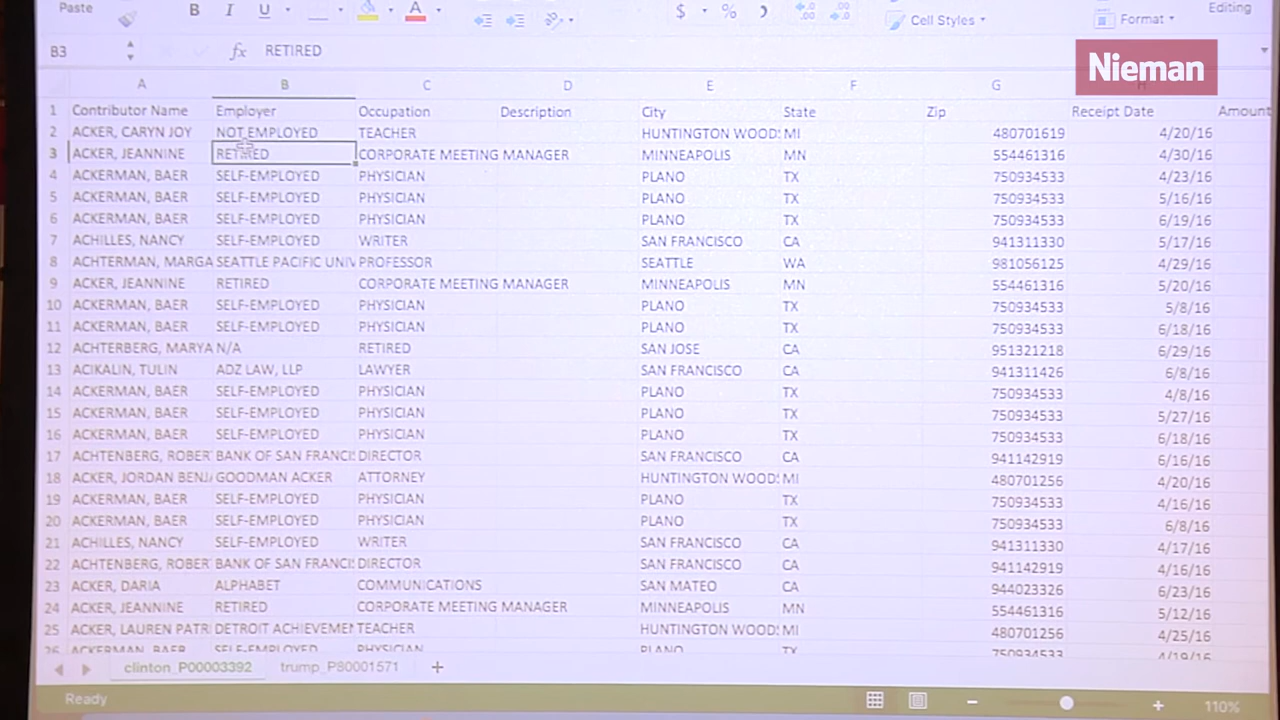 Paste B I U A $ % Cell Styles Format Editing
Nieman
B3 fx RETIRED
A B C D E F G H
1 Contributor Name Employer Occupation Description City State Zip Receipt Date Amount
2 ACKER, CARYN JOY NOT EMPLOYED TEACHER HUNTINGTON WOOD MI 480701619 4/20/16
3 ACKER, JEANNINE RETIRED CORPORATE MEETING MANAGER MINNEAPOLIS MN 554461316 4/30/16
4 ACKERMAN, BAER SELF-EMPLOYED PHYSICIAN PLANO TX 750934533 4/23/16
5 ACKERMAN, BAER SELF-EMPLOYED PHYSICIAN PLANO TX 750934533 5/16/16
6 ACKERMAN, BAER SELF-EMPLOYED PHYSICIAN PLANO TX 750934533 6/19/16
7 ACHILLES, NANCY SELF-EMPLOYED WRITER SAN FRANCISCO CA 941311330 5/17/16
8 ACHTERMAN, MARGA SEATTLE PACIFIC UNIV PROFESSOR SEATTLE WA 981056125 4/29/16
9 ACKER, JEANNINE RETIRED CORPORATE MEETING MANAGER MINNEAPOLIS MN 554461316 5/20/16
10 ACKERMAN, BAER SELF-EMPLOYED PHYSICIAN PLANO TX 750934533 5/8/16
11 ACKERMAN, BAER SELF-EMPLOYED PHYSICIAN PLANO TX 750934533 6/18/16
12 ACHTERBERG, MARYA N/A RETIRED SAN JOSE CA 951321218 6/29/16
13 ACIKALIN, TULIN ADZ LAW, LLP LAWYER SAN FRANCISCO CA 941311426 6/8/16
14 ACKERMAN, BAER SELF-EMPLOYED PHYSICIAN PLANO TX 750934533 4/8/16
15 ACKERMAN, BAER SELF-EMPLOYED PHYSICIAN PLANO TX 750934533 5/27/16
16 ACKERMAN, BAER SELF-EMPLOYED PHYSICIAN PLANO TX 750934533 6/18/16
17 ACHTENBERG, ROBER BANK OF SAN FRANCI DIRECTOR SAN FRANCISCO CA 941142919 6/16/16
18 ACKER, JORDAN BENJ GOODMAN ACKER ATTORNEY HUNTINGTON WOOD MI 480701256 4/20/16
19 ACKERMAN, BAER SELF-EMPLOYED PHYSICIAN PLANO TX 750934533 4/16/16
20 ACKERMAN, BAER SELF-EMPLOYED PHYSICIAN PLANO TX 750934533 6/8/16
21 ACHILLES, NANCY SELF-EMPLOYED WRITER SAN FRANCISCO CA 941311330 4/17/16
22 ACHTENBERG, ROBER BANK OF SAN FRANCI DIRECTOR SAN FRANCISCO CA 941142919 4/16/16
23 ACKER, DARIA ALPHABET COMMUNICATIONS SAN MATEO CA 944023326 6/23/16
24 ACKER, JEANNINE RETIRED CORPORATE MEETING MANAGER MINNEAPOLIS MN 554461316 5/12/16
25 ACKER, LAUREN PATRI DETROIT ACHIEVEMEN TEACHER HUNTINGTON WOOD MI 480701256 4/25/16
26 ACKERMAN, BAER SELF-EMPLOYED PHYSICIAN PLANO TX 750934533 4/19/16
clinton_P00003392 trump_P80001571 +
Ready 110%